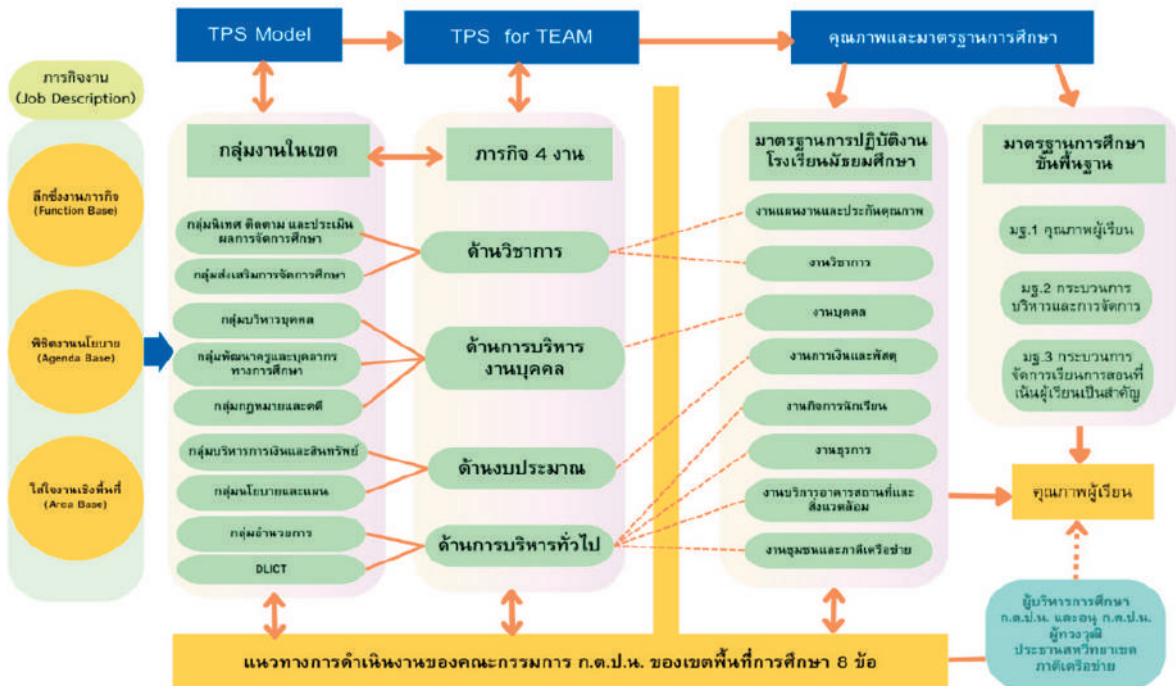 TPS Model
TPS for TEAM
คุณภาพและมาตรฐานการศึกษา
ภารกิจงาน
(Job Description)
ลึกซึ้งงานภารกิจ
(Function Base)
พิชิตงานนโยบาย
(Agenda Base)
ใส่ใจงานเชิงพื้นที่
(Area Base)
กลุ่มงานในเขต
กลุ่มนิเทศ ติดตาม และประเมิน
ผลการจัดการศึกษา
กลุ่มส่งเสริมการจัดการศึกษา
กลุ่มบริหารบุคคล
กลุ่มพัฒนาครูและบุคลากร
ทางการศึกษา
กลุ่มกฎหมายและคดี
กลุ่มบริหารการเงินและสินทรัพย์
กลุ่มนโยบายและแผน
กลุ่มอำนวยการ
DLICT
ภารกิจ 4 งาน
ด้านวิชาการ
ด้านการบริหาร
งานบุคคล
ด้านงบประมาณ
ด้านการบริหารทั่วไป
มาตรฐานการปฏิบัติงาน
โรงเรียนมัธยมศึกษา
งานแผนงานและประกันคุณภาพ
งานวิชาการ
งานบุคคล
งานการเงินและพัสดุ
งานกิจการนักเรียน
งานธุรการ
งานบริการอาคารสถานที่และ
สิ่งแวดล้อม
งานชุมชนและภาคีเครือข่าย
มาตรฐานการศึกษา
ขั้นพื้นฐาน
มฐ.1 คุณภาพผู้เรียน
มฐ.2 กระบวนการ
บริหารและการจัดการ
มฐ.3 กระบวนการ
จัดการเรียนการสอนที่
เน้นผู้เรียนเป็นสำคัญ
คุณภาพผู้เรียน
ผู้บริหารการศึกษา
ก.ต.ป.น. และอนุ ก.ต.ป.น.
ผู้ทรงวุฒิ
ประธานสหวิทยาเขต
ภาคีเครือข่าย
แนวทางการดำเนินงานของคณะกรรมการ ก.ต.ป.น. ของเขตพื้นที่การศึกษา 8 ข้อ